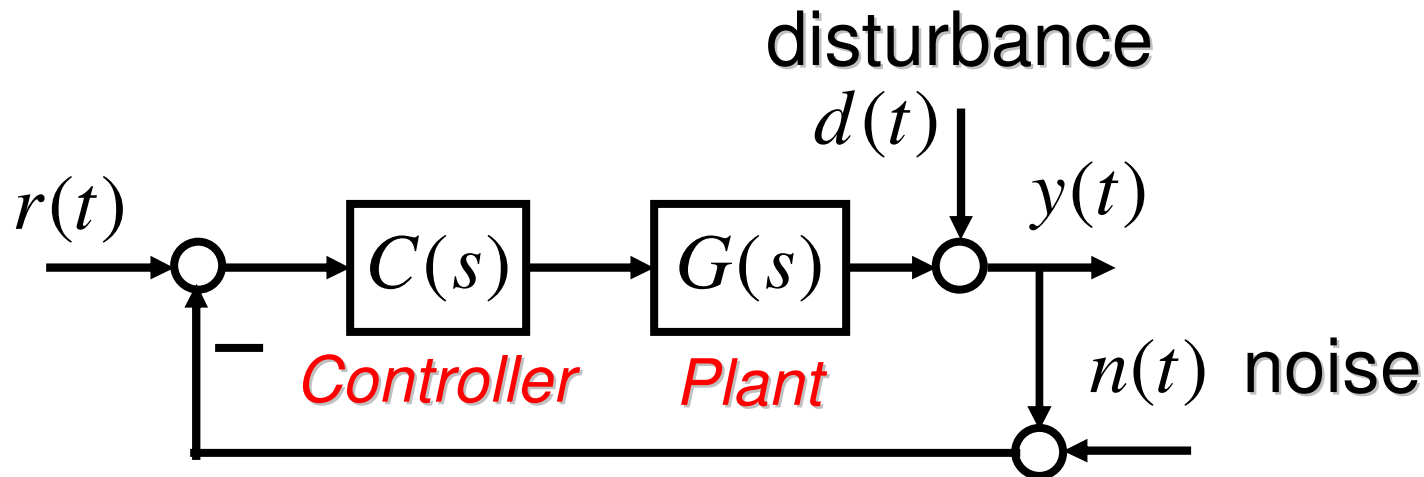 disturbance
d(t)
r(t)
y(t)
C(s)
G(s)
−
Controller
Plant
n(t) noise